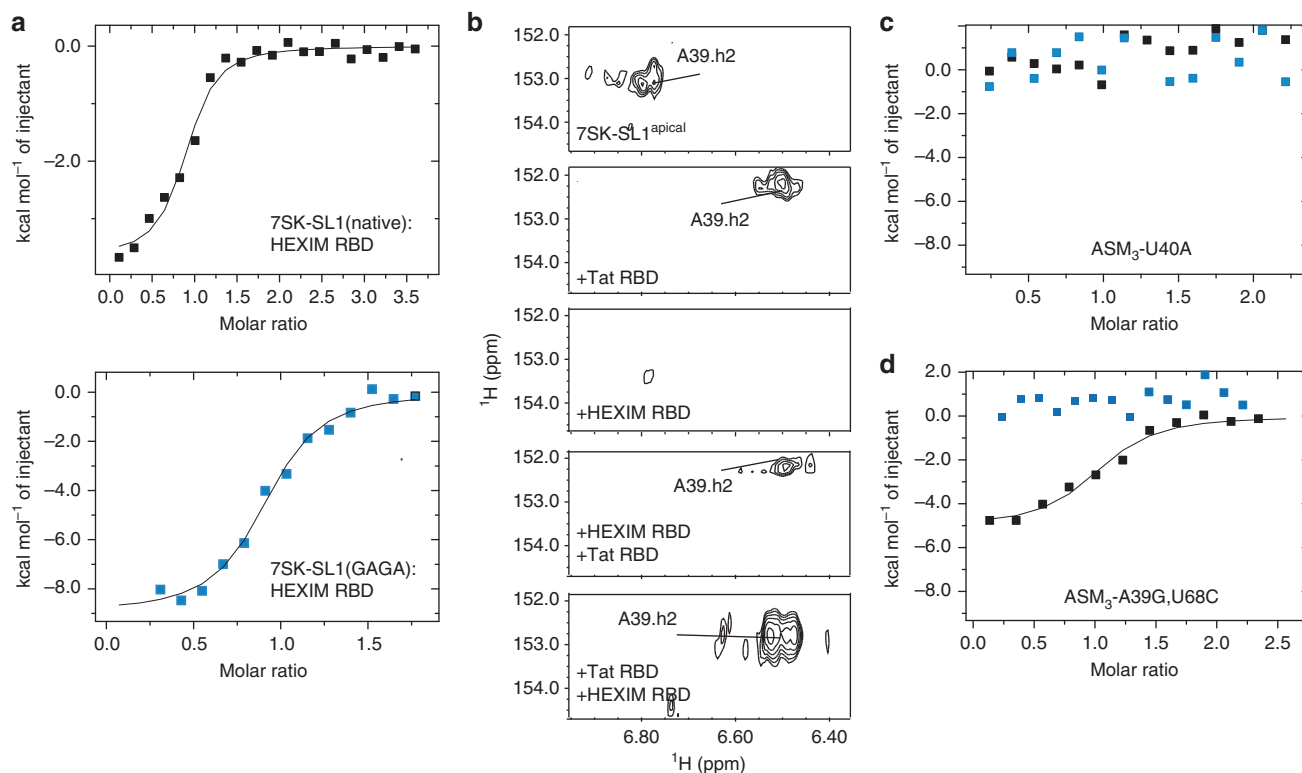 a
kcal mol−1 of injectant
0.0
−2.0
7SK-SL1(native):
HEXIM RBD
0.0 0.5 1.0 1.5 2.0 2.5 3.0 3.5
Molar ratio
kcal mol−1 of injectant
0.0
−2.0
−4.0
−6.0
−8.0
7SK-SL1(GAGA):
HEXIM RBD
0.0 0.5 1.0 1.5
Molar ratio
b
1H (ppm)
152.0
153.0
154.0
A39.h2
7SK-SL1apical
152.0
153.0
154.0
A39.h2
+Tat RBD
152.0
153.0
154.0
+HEXIM RBD
152.0
153.0
154.0
A39.h2
+HEXIM RBD
+Tat RBD
152.0
153.0
154.0
A39.h2
+Tat RBD
+HEXIM RBD
6.80 6.60 6.40
1H (ppm)
c
kcal mol−1 of injectant
2.0
0.0
−2.0
−4.0
−6.0
−8.0
ASM3-U40A
0.5 1.0 1.5 2.0
Molar ratio
d
kcal mol−1 of injectant
2.0
0.0
−2.0
−4.0
−6.0
−8.0
ASM3-A39G,U68C
0.0 0.5 1.0 1.5 2.0 2.5
Molar ratio